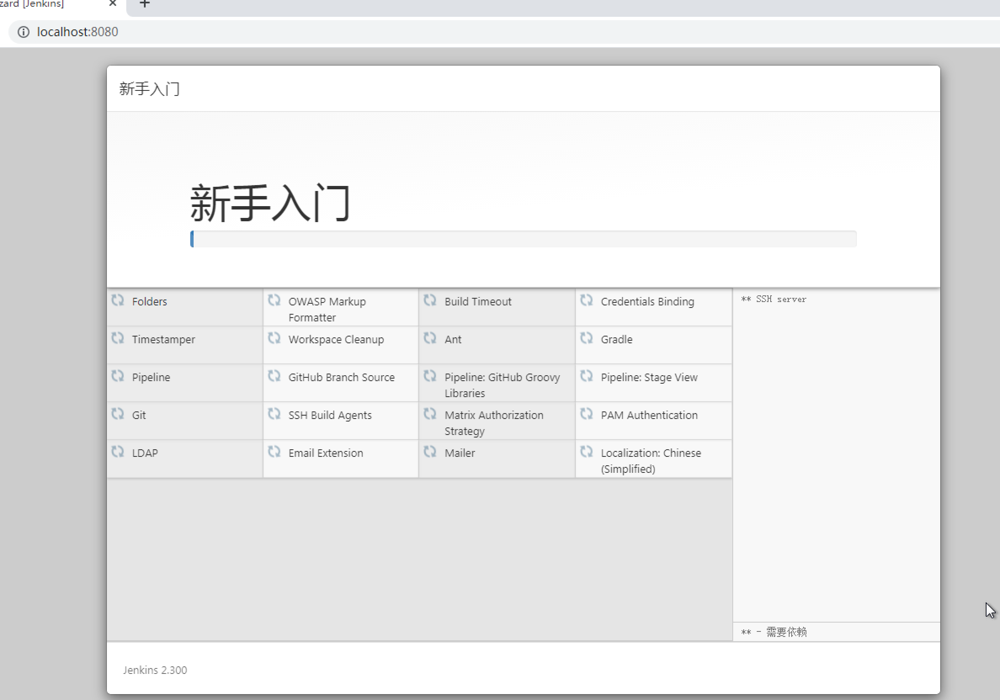 zard [Jenkins]
localhost:8080
新手入门
新手入门
Folders
OWASP Markup
Formatter
Build Timeout
Credentials Binding
** SSH server
Timestamper
Workspace Cleanup
Ant
Gradle
Pipeline
GitHub Branch Source
Pipeline: GitHub Groovy
Libraries
Pipeline: Stage View
Git
SSH Build Agents
Matrix Authorization
Strategy
PAM Authentication
LDAP
Email Extension
Mailer
Localization: Chinese
(Simplified)
** - 需要依赖
Jenkins 2.300